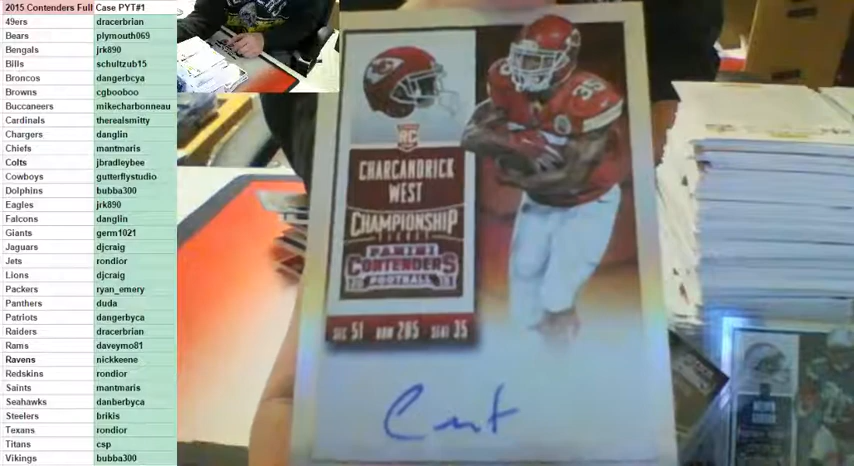 2015 Contenders Full Case PYT#1
49ers dracerbrian
Bears plymouth069
Bengals jrk890
Bills schultzub15
Broncos dangerbcya
Browns cgbooboo
Buccaneers mikecharbonneau
Cardinals therealsmitty
Chargers danglin
Chiefs mantmaris
Colts jbradleybee
Cowboys gutterflystudio
Dolphins bubba300
Eagles jrk890
Falcons danglin
Giants germ1021
Jaguars djcraig
Jets rondior
Lions djcraig
Packers ryan_emery
Panthers duda
Patriots dangerbyca
Raiders dracerbrian
Rams daveymo81
Ravens nickkeene
Redskins rondior
Saints mantmaris
Seahawks danberbyca
Steelers brikis
Texans rondior
Titans csp
Vikings bubba300
RC
CHARCANDRICK
WEST
CHAMPIONSHIP
TICKET
PANINI
CONTENDERS
FOOTBALL
SEC 51 ROW 205 SEAT 35
35